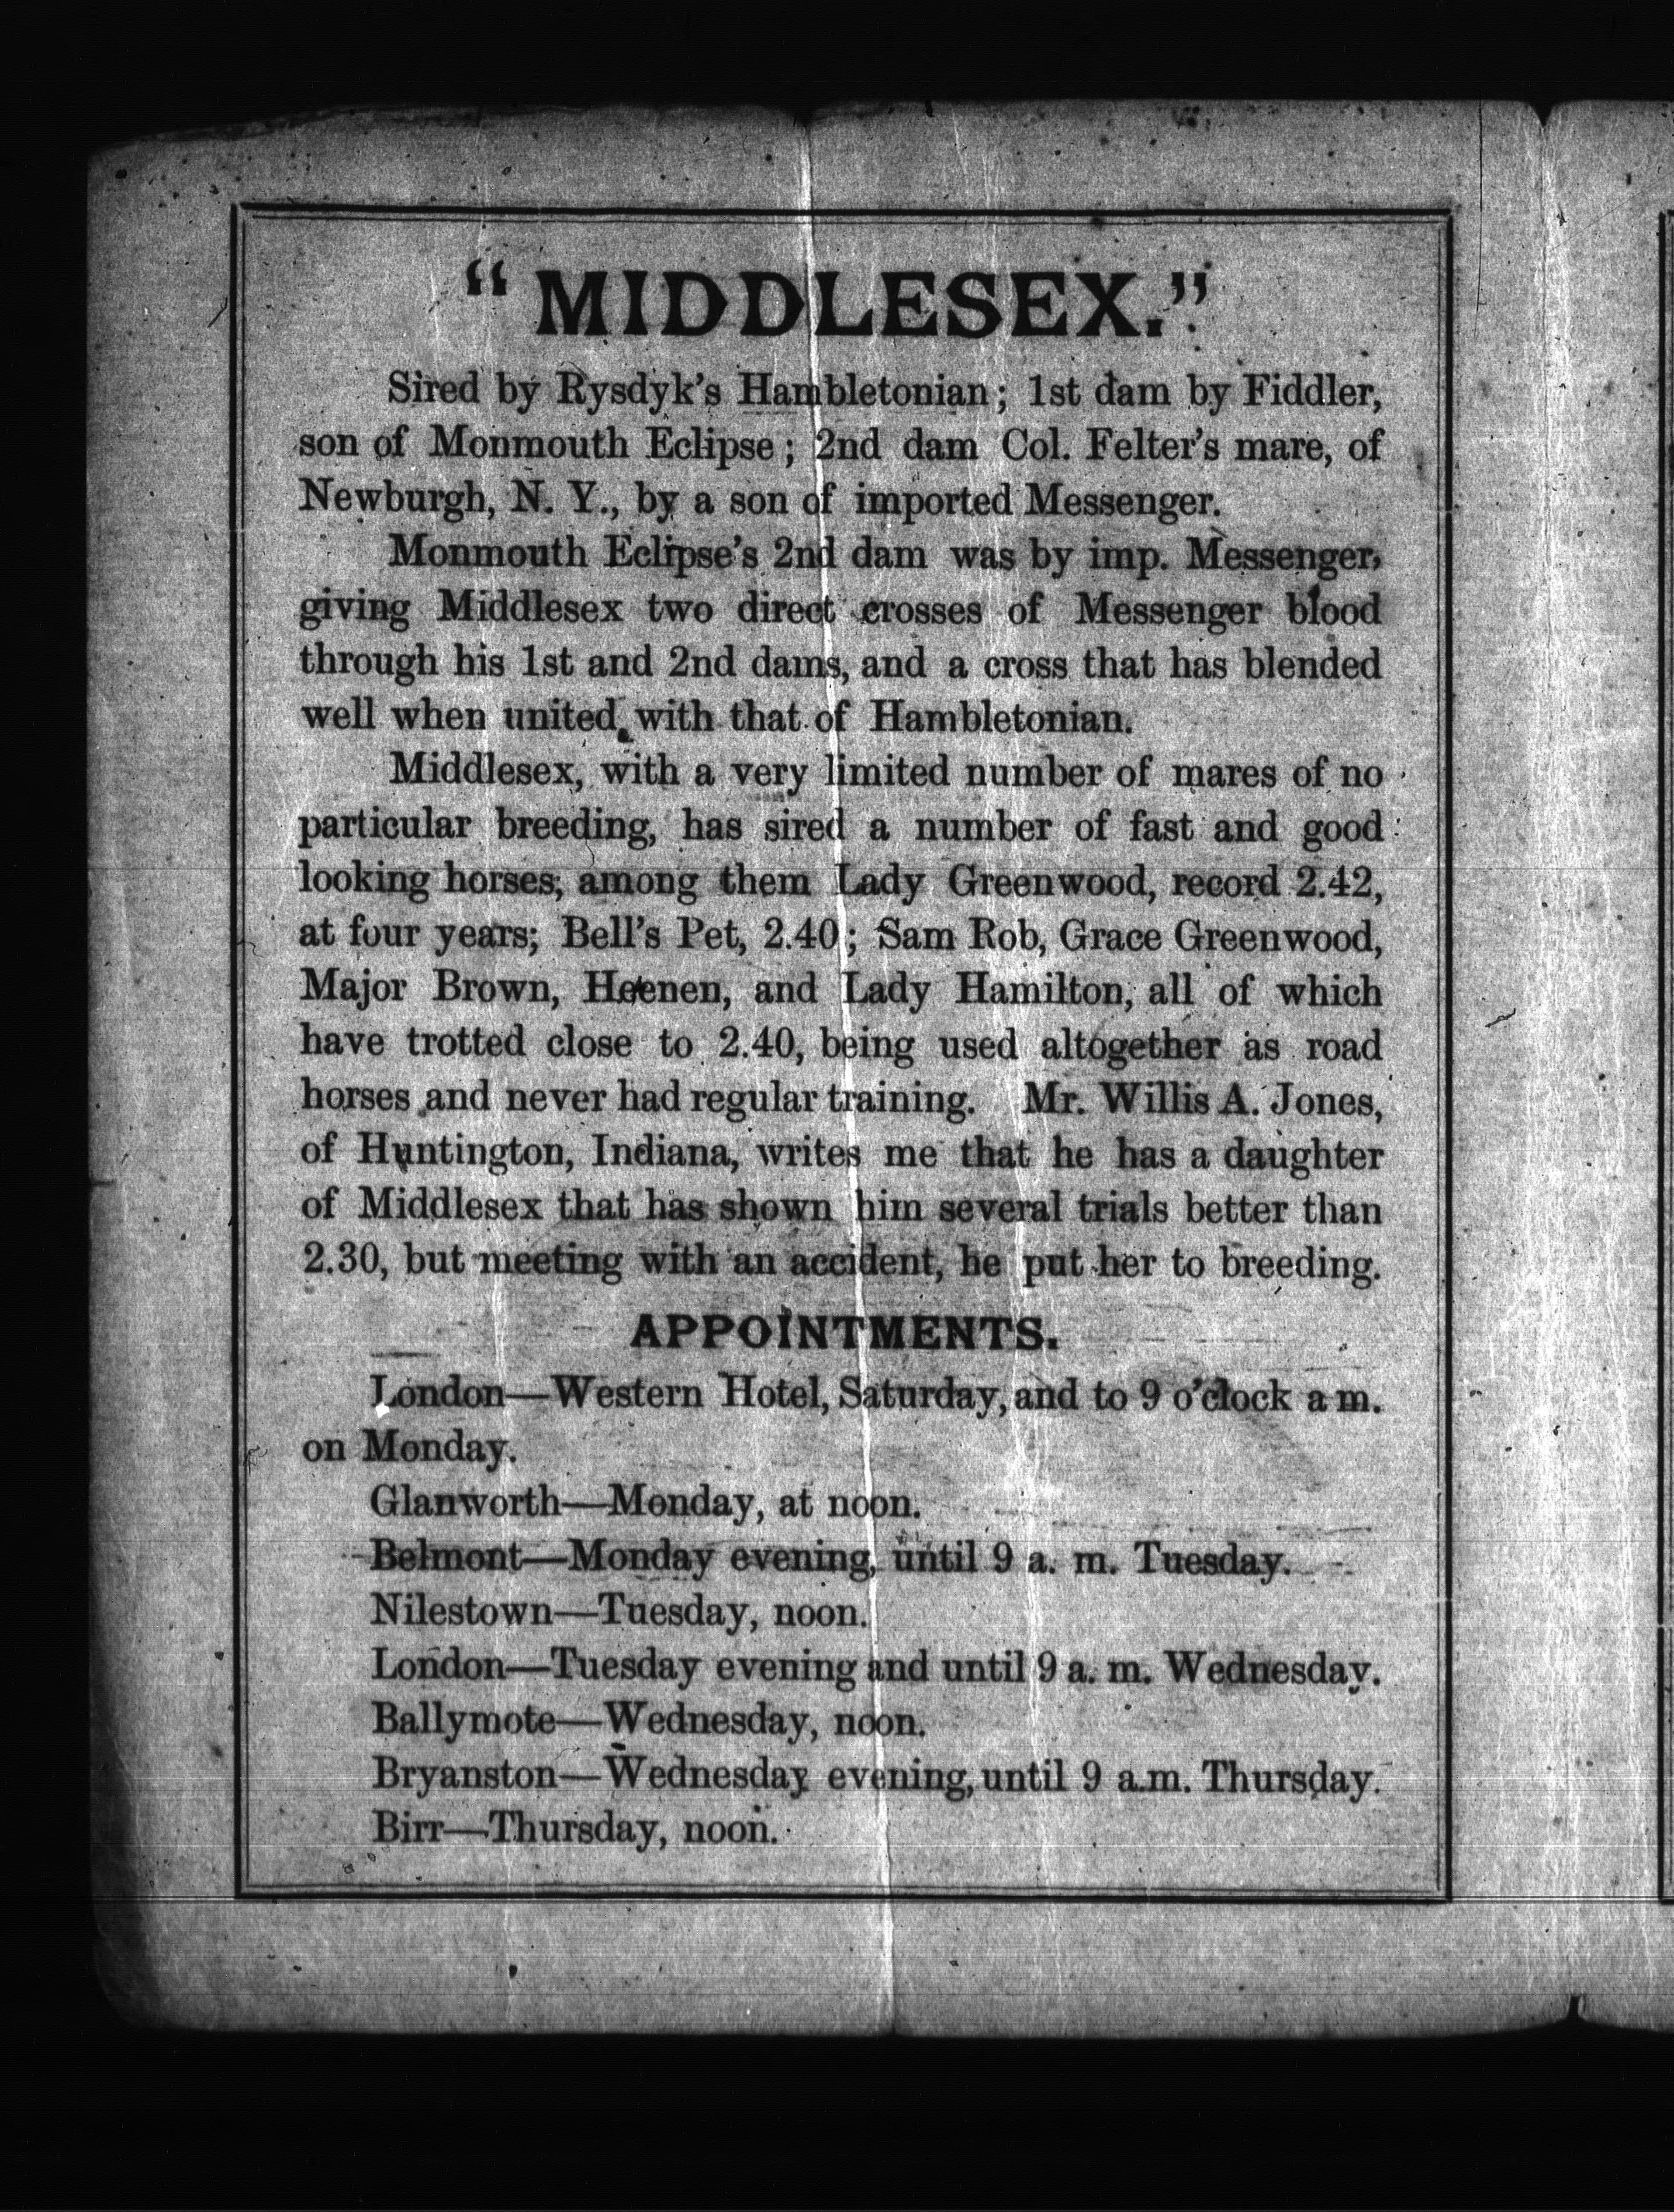 “MIDDLESEX.”
Sired by Rysdyk’s Hambletonian; 1st dam by Fiddler,
son of Monmouth Eclipse; 2nd dam Col. Felter’s mare, of
Newburgh, N. Y., by a son of imported Messenger.
Monmouth Eclipse’s 2nd dam was by imp. Messenger,
giving Middlesex two direct crosses of Messenger blood
through his 1st and 2nd dams, and a cross that has blended
well when united with that of Hambletonian.
Middlesex, with a very limited number of mares of no
particular breeding, has sired a number of fast and good
looking horses; among them Lady Greenwood, record 2.42,
at four years; Bell’s Pet, 2.40; Sam Rob, Grace Greenwood,
Major Brown, Heenen, and Lady Hamilton, all of which
have trotted close to 2.40, being used altogether as road
horses and never had regular training. Mr. Willis A. Jones,
of Huntington, Indiana, writes me that he has a daughter
of Middlesex that has shown him several trials better than
2.30, but meeting with an accident, he put her to breeding.
APPOINTMENTS.
London—Western Hotel, Saturday, and to 9 o’clock a m.
on Monday.
Glanworth—Monday, at noon.
Belmont—Monday evening, until 9 a. m. Tuesday.
Nilestown—Tuesday, noon.
London—Tuesday evening and until 9 a. m. Wednesday.
Ballymote—Wednesday, noon.
Bryanston—Wednesday evening, until 9 a.m. Thursday.
Birr—Thursday, noon.